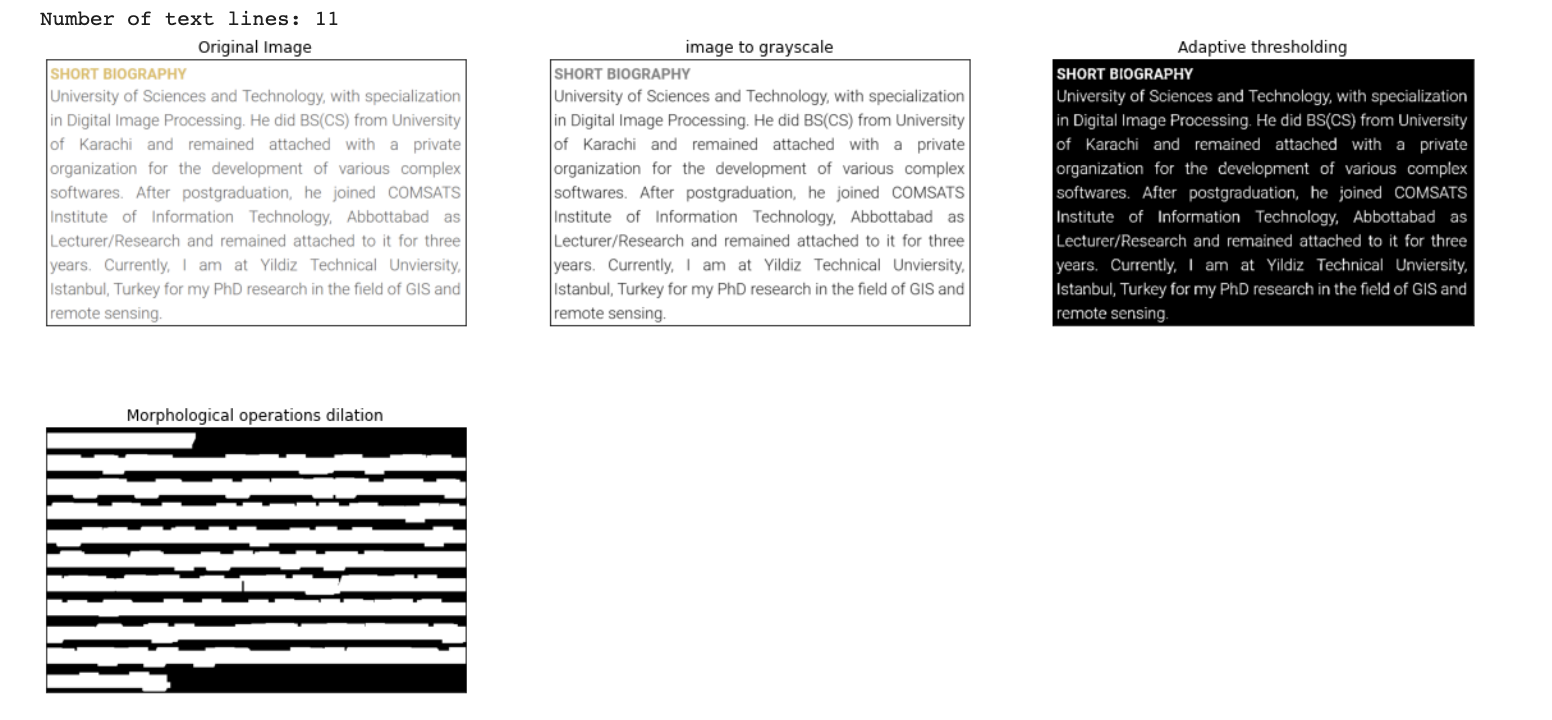 Number of text lines: 11
Original Image
SHORT BIOGRAPHY
University of Sciences and Technology, with specialization
in Digital Image Processing. He did BS(CS) from University
of Karachi and remained attached with a private
organization for the development of various complex
softwares. After postgraduation, he joined COMSATS
Institute of Information Technology, Abbottabad as
Lecturer/Research and remained attached to it for three
years. Currently, I am at Yildiz Technical Unviersity,
Istanbul, Turkey for my PhD research in the field of GIS and
remote sensing.
image to grayscale
SHORT BIOGRAPHY
University of Sciences and Technology, with specialization
in Digital Image Processing. He did BS(CS) from University
of Karachi and remained attached with a private
organization for the development of various complex
softwares. After postgraduation, he joined COMSATS
Institute of Information Technology, Abbottabad as
Lecturer/Research and remained attached to it for three
years. Currently, I am at Yildiz Technical Unviersity,
Istanbul, Turkey for my PhD research in the field of GIS and
remote sensing.
Adaptive thresholding
SHORT BIOGRAPHY
University of Sciences and Technology, with specialization
in Digital Image Processing. He did BS(CS) from University
of Karachi and remained attached with a private
organization for the development of various complex
softwares. After postgraduation, he joined COMSATS
Institute of Information Technology, Abbottabad as
Lecturer/Research and remained attached to it for three
years. Currently, I am at Yildiz Technical Unviersity,
Istanbul, Turkey for my PhD research in the field of GIS and
remote sensing.
Morphological operations dilation